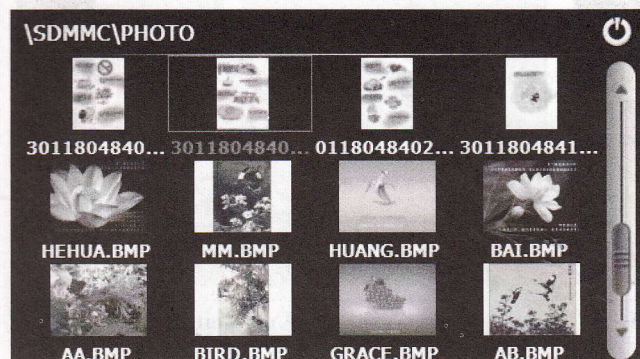 \SDMMC\PHOTO
3011804840... 3011804840... 0118048402... 3011804841...
HEHUA.BMP MM.BMP HUANG.BMP BAI.BMP
AA.BMP BIRD.BMP GRACE.BMP AB.BMP